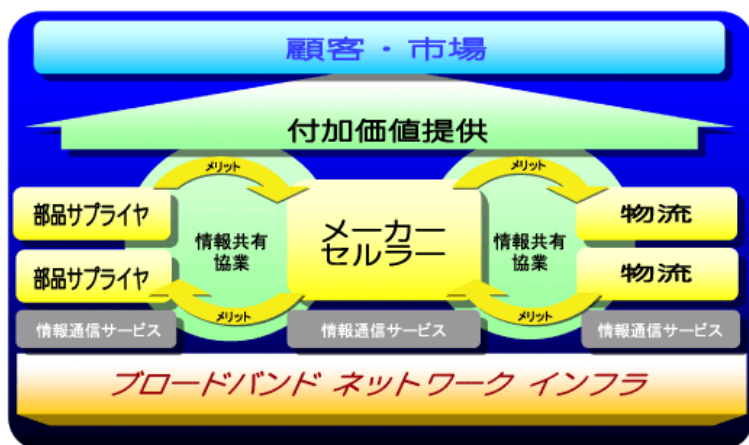 顧客・市場
付加価値提供
メリット
メリット
部品サプライヤ
情報共有
協業
メーカー
セルラー
情報共有
協業
物流
部品サプライヤ
物流
メリット
メリット
情報通信サービス
情報通信サービス
情報通信サービス
ブロードバンド ネットワーク インフラ